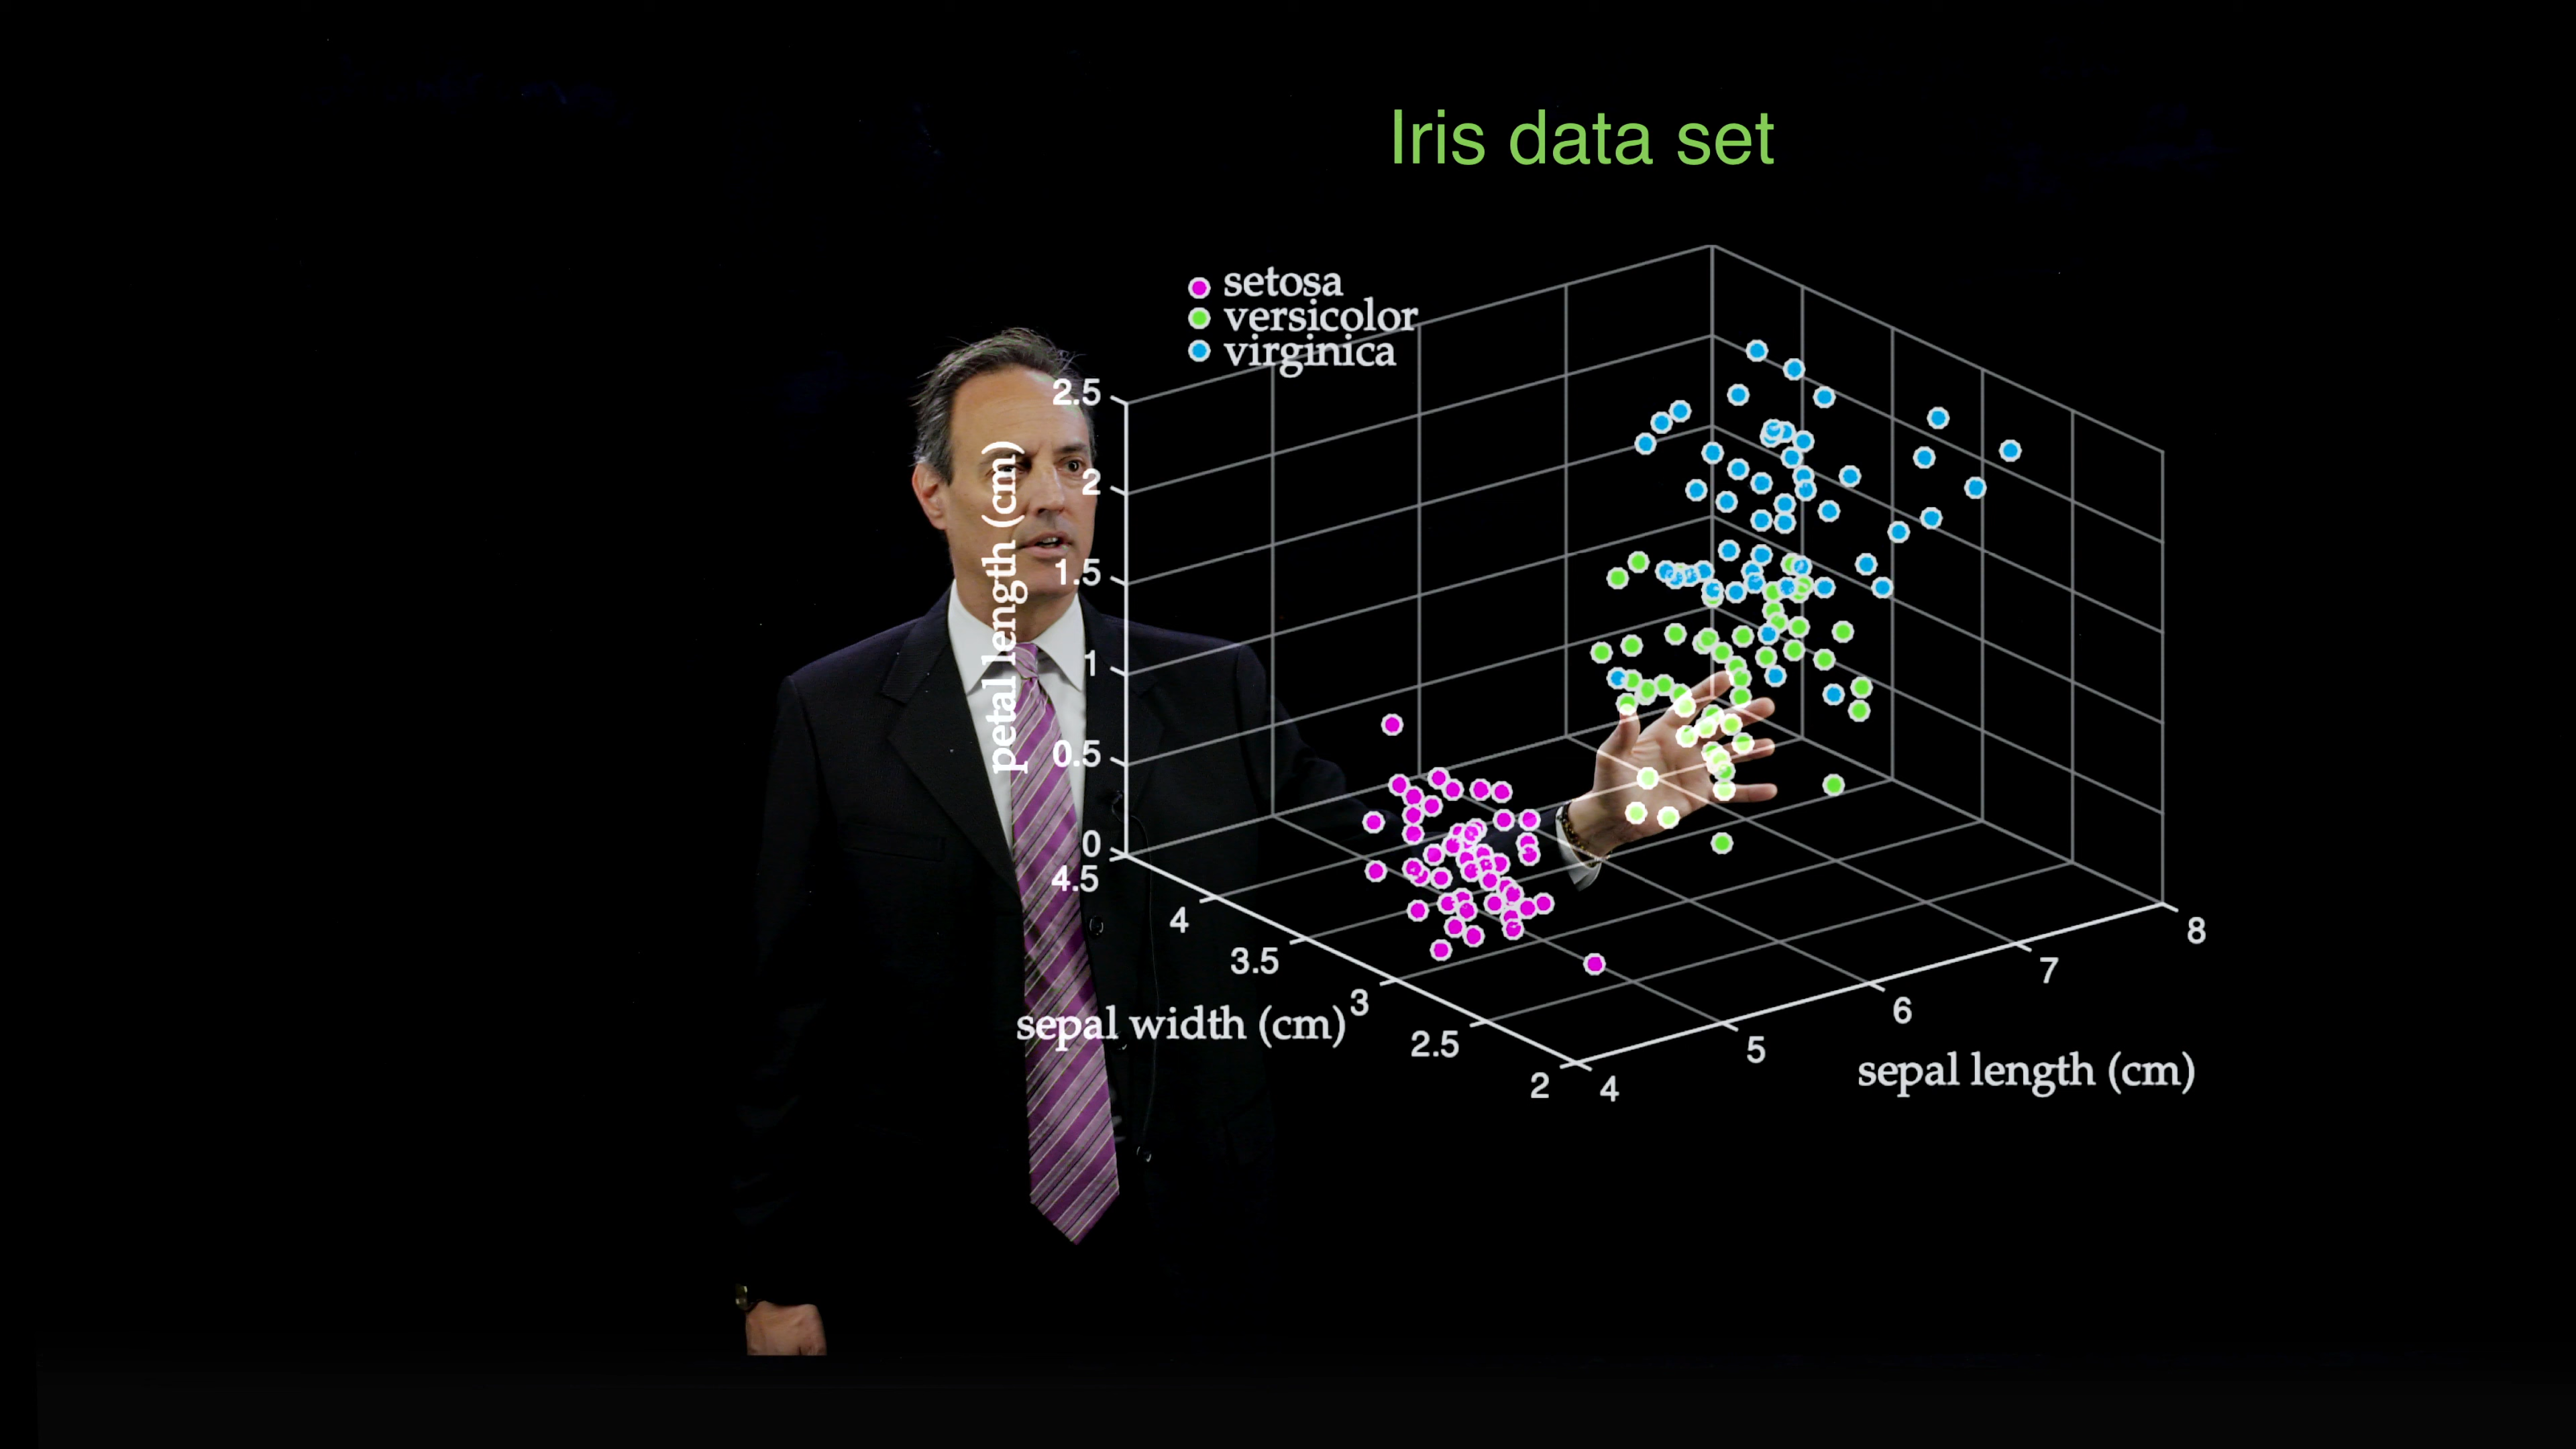 Iris data set
setosa
versicolor
virginica
petal length (cm)
2.5
2
1.5
1
0.5
0
4.5
4
3.5
3
2.5
2
sepal width (cm)
4
5
6
7
8
sepal length (cm)